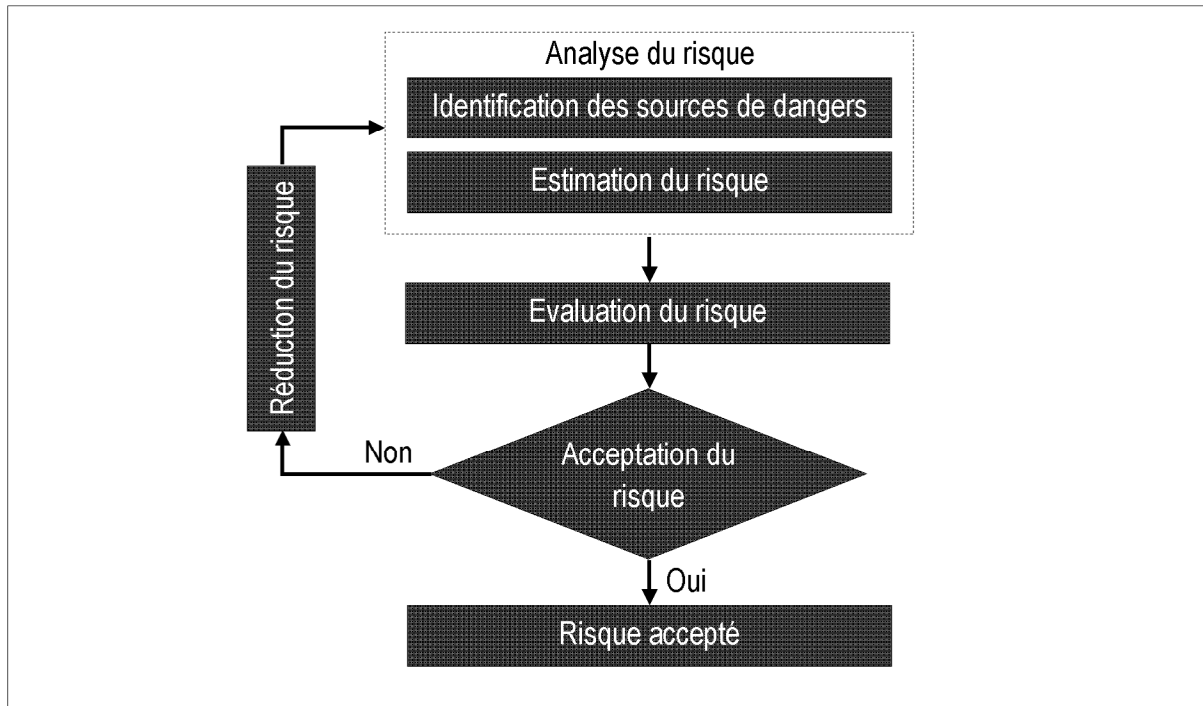 Analyse du risque
Identification des sources de dangers
Estimation du risque
Réduction du risque
Evaluation du risque
Non
Acceptation du
risque
Oui
Risque accepté